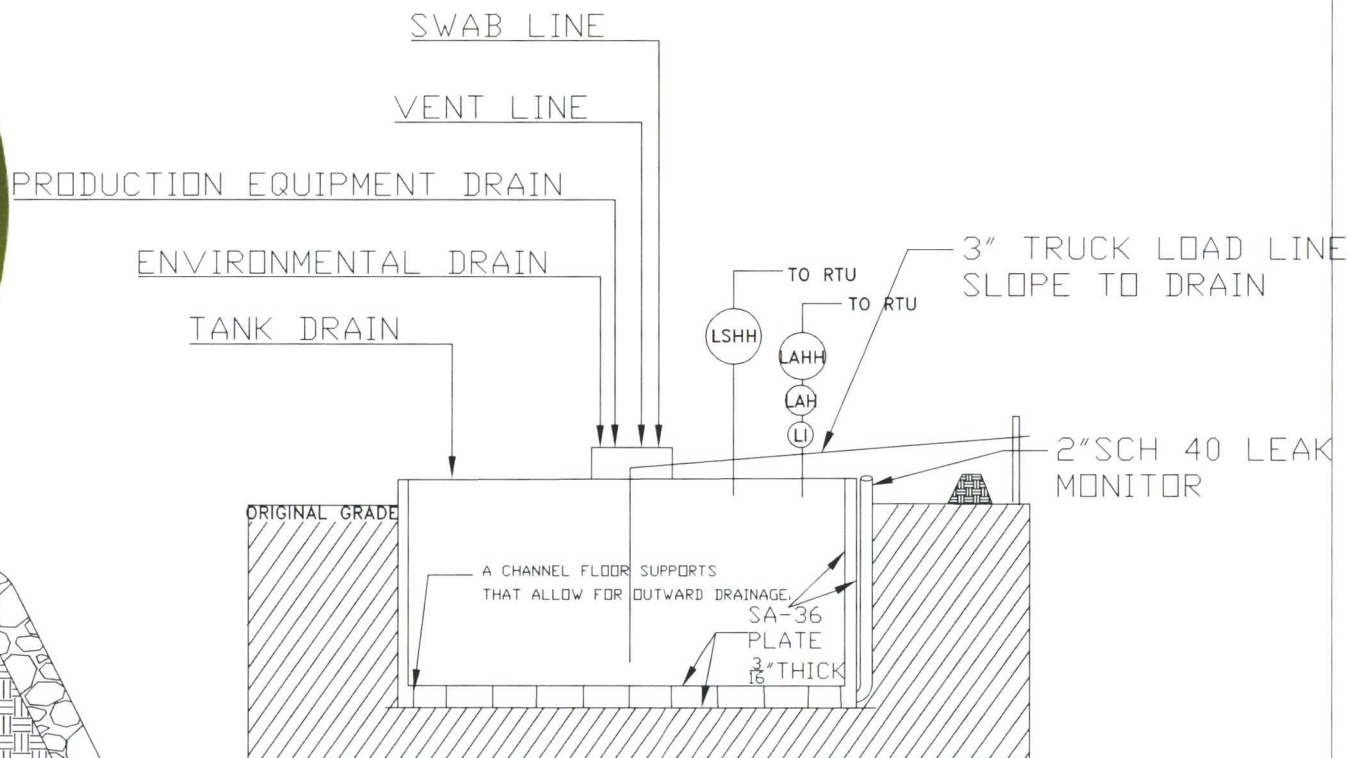 SWAB LINE
VENT LINE
PRODUCTION EQUIPMENT DRAIN
ENVIRONMENTAL DRAIN
TANK DRAIN
3" TRUCK LOAD LINE
SLOPE TO DRAIN
TO RTU
TO RTU
LSHH
LAHH
LAH
LI
2"SCH 40 LEAK
MONITOR
ORIGINAL GRADE
A CHANNEL FLOOR SUPPORTS
THAT ALLOW FOR OUTWARD DRAINAGE.
SA-36
PLATE
3/16" THICK